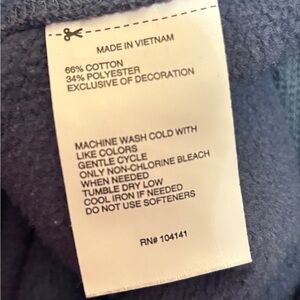 MADE IN VIETNAM
66% COTTON
34% POLYESTER
EXCLUSIVE OF DECORATION
MACHINE WASH COLD WITH
LIKE COLORS
GENTLE CYCLE
ONLY NON-CHLORINE BLEACH
WHEN NEEDED
TUMBLE DRY LOW
COOL IRON IF NEEDED
DO NOT USE SOFTENERS
RN# 104141